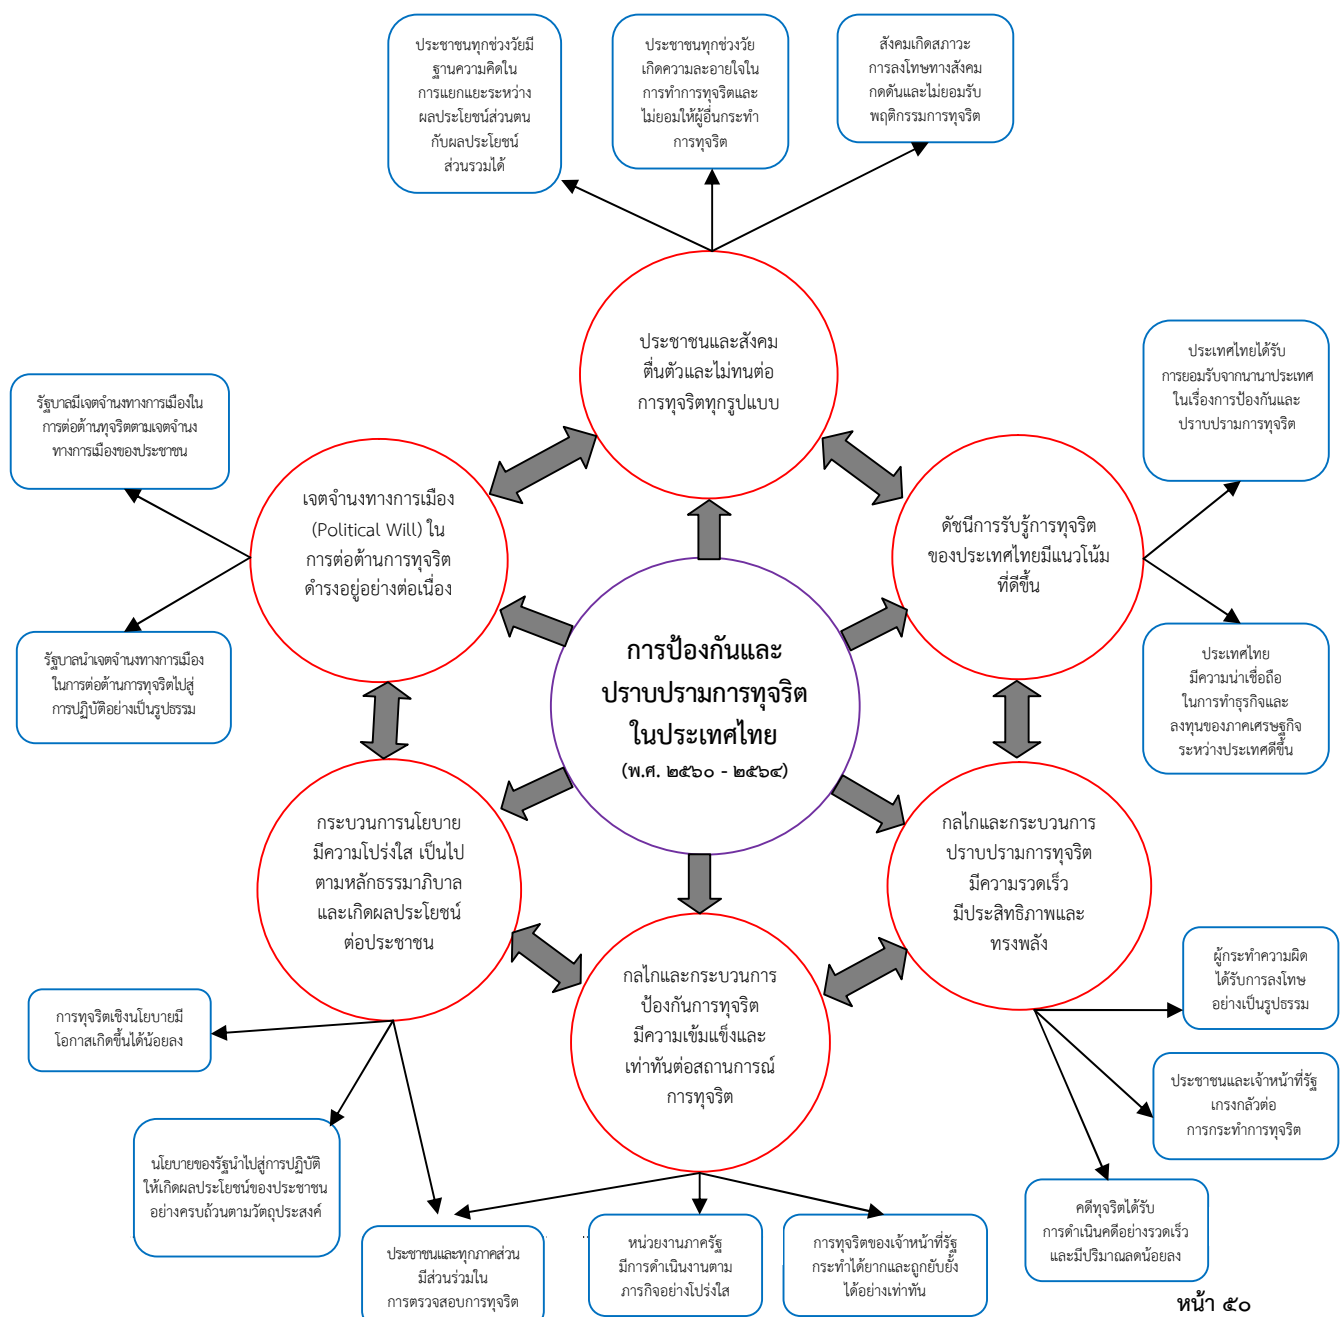 ประชาชนทุกช่วงวัยมี
ฐานความคิดใน
การแยกแยะระหว่าง
ผลประโยชน์ส่วนตน
กับผลประโยชน์
ส่วนรวมได้
ประชาชนทุกช่วงวัย
เกิดความละอายใจใน
การทำการทุจริตและ
ไม่ยอมให้ผู้อื่นกระทำ
การทุจริต
สังคมเกิดสภาวะ
การลงโทษทางสังคม
กดดันและไม่ยอมรับ
พฤติกรรมการทุจริต
ประชาชนและสังคม
ตื่นตัวและไม่ทนต่อ
การทุจริตทุกรูปแบบ
ประเทศไทยได้รับ
การยอมรับจากนานาประเทศ
ในเรื่องการป้องกันและ
ปราบปรามการทุจริต
รัฐบาลมีเจตจำนงทางการเมืองใน
การต่อต้านทุจริตตามเจตจำนง
ทางการเมืองของประชาชน
เจตจำนงทางการเมือง
(Political Will) ใน
การต่อต้านการทุจริต
ดำรงอยู่อย่างต่อเนื่อง
ดัชนีการรับรู้การทุจริต
ของประเทศไทยมีแนวโน้ม
ที่ดีขึ้น
รัฐบาลนำเจตจำนงทางการเมือง
ในการต่อต้านการทุจริตไปสู่
การปฏิบัติอย่างเป็นรูปธรรม
การป้องกันและ
ปราบปรามการทุจริต
ในประเทศไทย
(พ.ศ. ๒๕๖๐ - ๒๕๖๔)
ประเทศไทย
มีความน่าเชื่อถือ
ในการทำธุรกิจและ
ลงทุนของภาคเศรษฐกิจ
ระหว่างประเทศดีขึ้น
กระบวนการนโยบาย
มีความโปร่งใส เป็นไป
ตามหลักธรรมาภิบาล
และเกิดผลประโยชน์
ต่อประชาชน
กลไกและกระบวนการ
ปราบปรามการทุจริต
มีความรวดเร็ว
มีประสิทธิภาพและ
ทรงพลัง
กลไกและกระบวนการ
ป้องกันการทุจริต
มีความเข้มแข็งและ
เท่าทันต่อสถานการณ์
การทุจริต
ผู้กระทำความผิด
ได้รับการลงโทษ
อย่างเป็นรูปธรรม
การทุจริตเชิงนโยบายมี
โอกาสเกิดขึ้นได้น้อยลง
ประชาชนและเจ้าหน้าที่รัฐ
เกรงกลัวต่อ
การกระทำการทุจริต
นโยบายของรัฐนำไปสู่การปฏิบัติ
ให้เกิดผลประโยชน์ของประชาชน
อย่างครบถ้วนตามวัตถุประสงค์
คดีทุจริตได้รับ
การดำเนินคดีอย่างรวดเร็ว
และมีปริมาณลดน้อยลง
ประชาชนและทุกภาคส่วน
มีส่วนร่วมใน
การตรวจสอบการทุจริต
หน่วยงานภาครัฐ
มีการดำเนินงานตาม
ภารกิจอย่างโปร่งใส
การทุจริตของเจ้าหน้าที่รัฐ
กระทำได้ยากและถูกยับยั้ง
ได้อย่างเท่าทัน
หน้า ๕๐